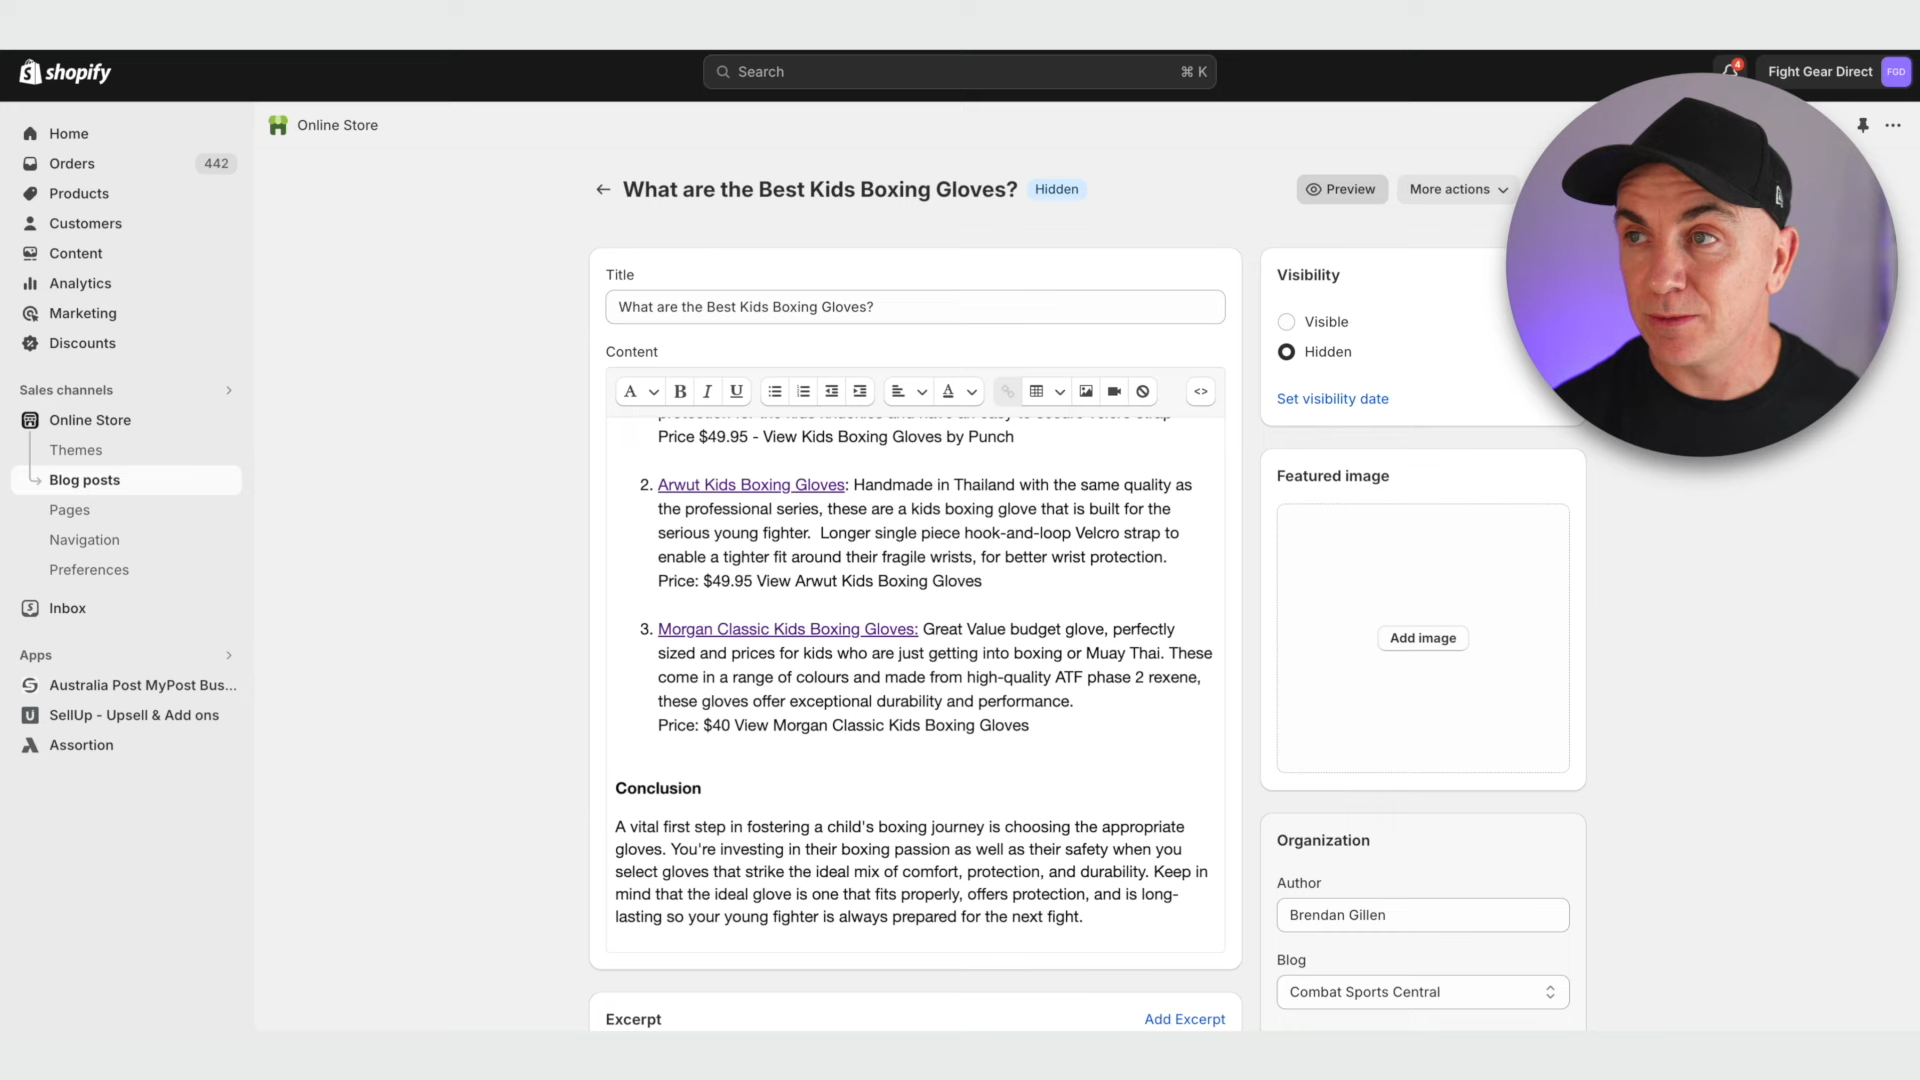 shopify
Search
⌘ K
4
Fight Gear Direct
FGD
Home
Orders
442
Products
Customers
Content
Analytics
Marketing
Discounts
Sales channels
Online Store
Themes
Blog posts
Pages
Navigation
Preferences
Inbox
Apps
Australia Post MyPost Bus...
SellUp - Upsell & Add ons
Assortion
Online Store
What are the Best Kids Boxing Gloves?
Hidden
Preview
More actions
Title
What are the Best Kids Boxing Gloves?
Content
A
B
I
U
A
<>
Price $49.95 - View Kids Boxing Gloves by Punch
2. Arwut Kids Boxing Gloves: Handmade in Thailand with the same quality as
the professional series, these are a kids boxing glove that is built for the
serious young fighter.  Longer single piece hook-and-loop Velcro strap to
enable a tighter fit around their fragile wrists, for better wrist protection.
Price: $49.95 View Arwut Kids Boxing Gloves
3. Morgan Classic Kids Boxing Gloves: Great Value budget glove, perfectly
sized and prices for kids who are just getting into boxing or Muay Thai. These
come in a range of colours and made from high-quality ATF phase 2 rexene,
these gloves offer exceptional durability and performance.
Price: $40 View Morgan Classic Kids Boxing Gloves
Conclusion
A vital first step in fostering a child's boxing journey is choosing the appropriate
gloves. You're investing in their boxing passion as well as their safety when you
select gloves that strike the ideal mix of comfort, protection, and durability. Keep in
mind that the ideal glove is one that fits properly, offers protection, and is long-
lasting so your young fighter is always prepared for the next fight.
Excerpt
Add Excerpt
Visibility
Visible
Hidden
Set visibility date
Featured image
Add image
Organization
Author
Brendan Gillen
Blog
Combat Sports Central